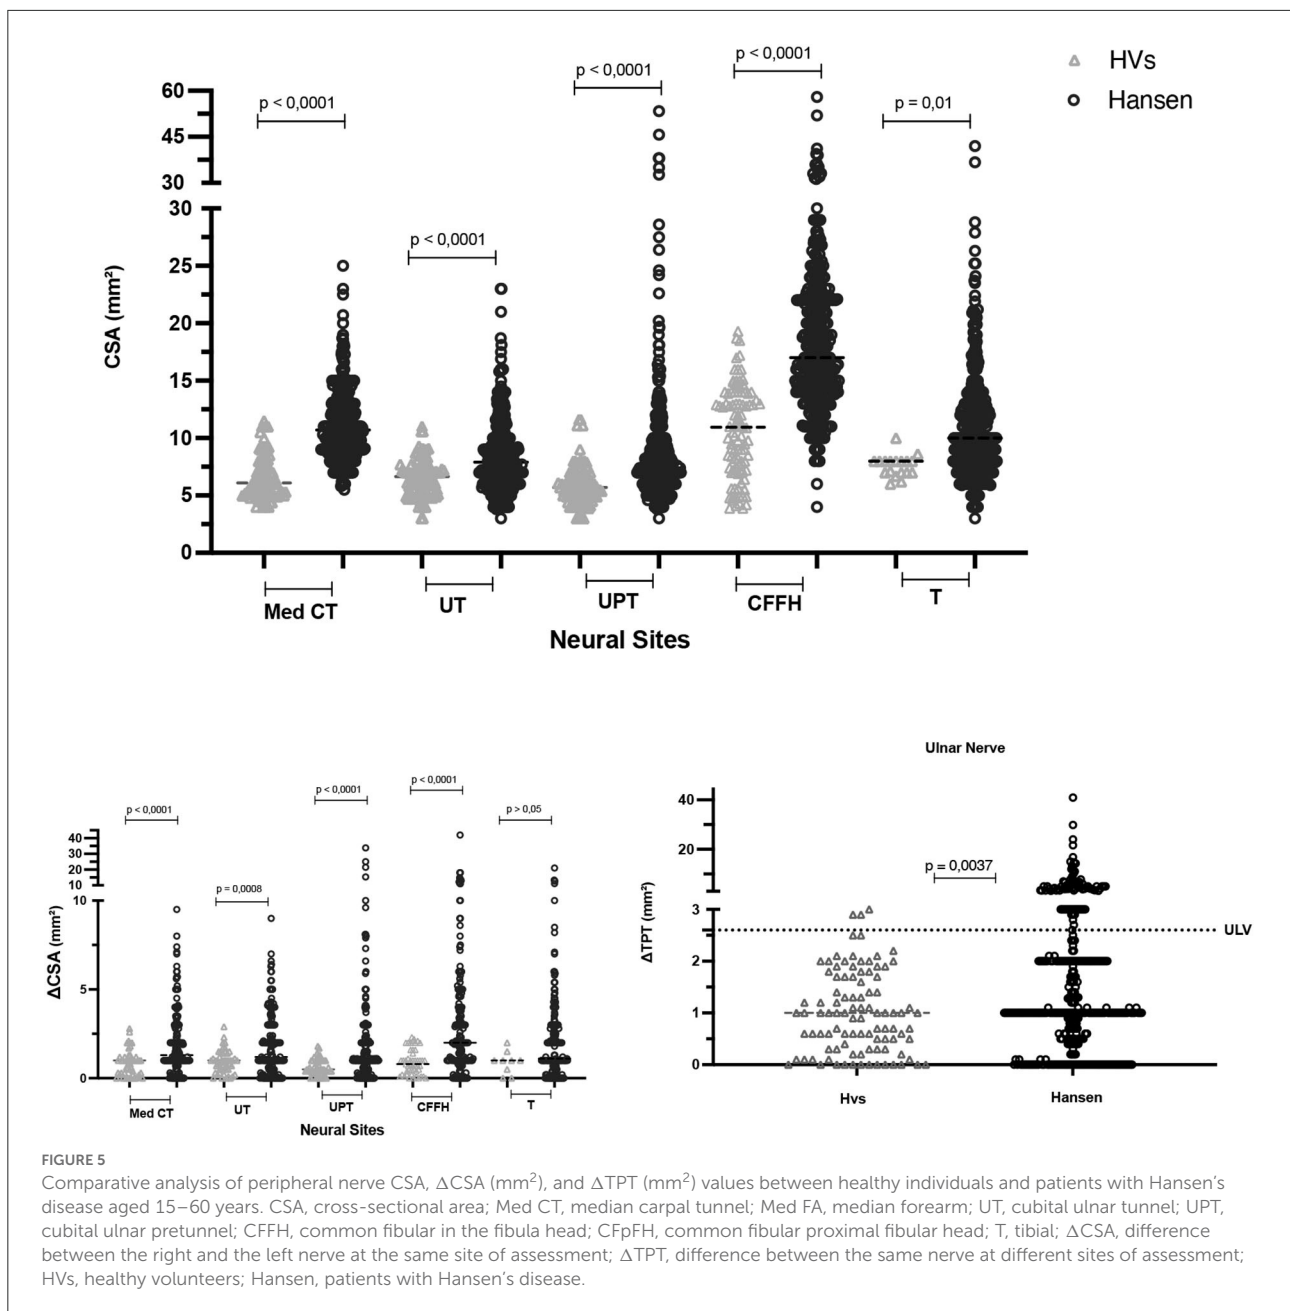 HVs
Hansen
p < 0,0001
p < 0,0001
p < 0,0001
p < 0,0001
p = 0,01
60
45
30
30
25
20
15
10
5
0
CSA (mm²)
Med CT
UT
UPT
CFFH
T
Neural Sites
p < 0,0001
p = 0,0008
p < 0,0001
p < 0,0001
p > 0,05
40
30
20
10
10
5
0
ΔCSA (mm²)
Med CT
UT
UPT
CFFH
T
Neural Sites
Ulnar Nerve
p = 0,0037
40
20
3
2
1
0
ΔTPT (mm²)
ULV
Hvs
Hansen
FIGURE 5
Comparative analysis of peripheral nerve CSA, ΔCSA (mm²), and ΔTPT (mm²) values between healthy individuals and patients with Hansen's
disease aged 15–60 years. CSA, cross-sectional area; Med CT, median carpal tunnel; Med FA, median forearm; UT, cubital ulnar tunnel; UPT,
cubital ulnar pretunnel; CFFH, common fibular in the fibula head; CFpFH, common fibular proximal fibular head; T, tibial; ΔCSA, difference
between the right and the left nerve at the same site of assessment; ΔTPT, difference between the same nerve at different sites of assessment;
HVs, healthy volunteers; Hansen, patients with Hansen's disease.